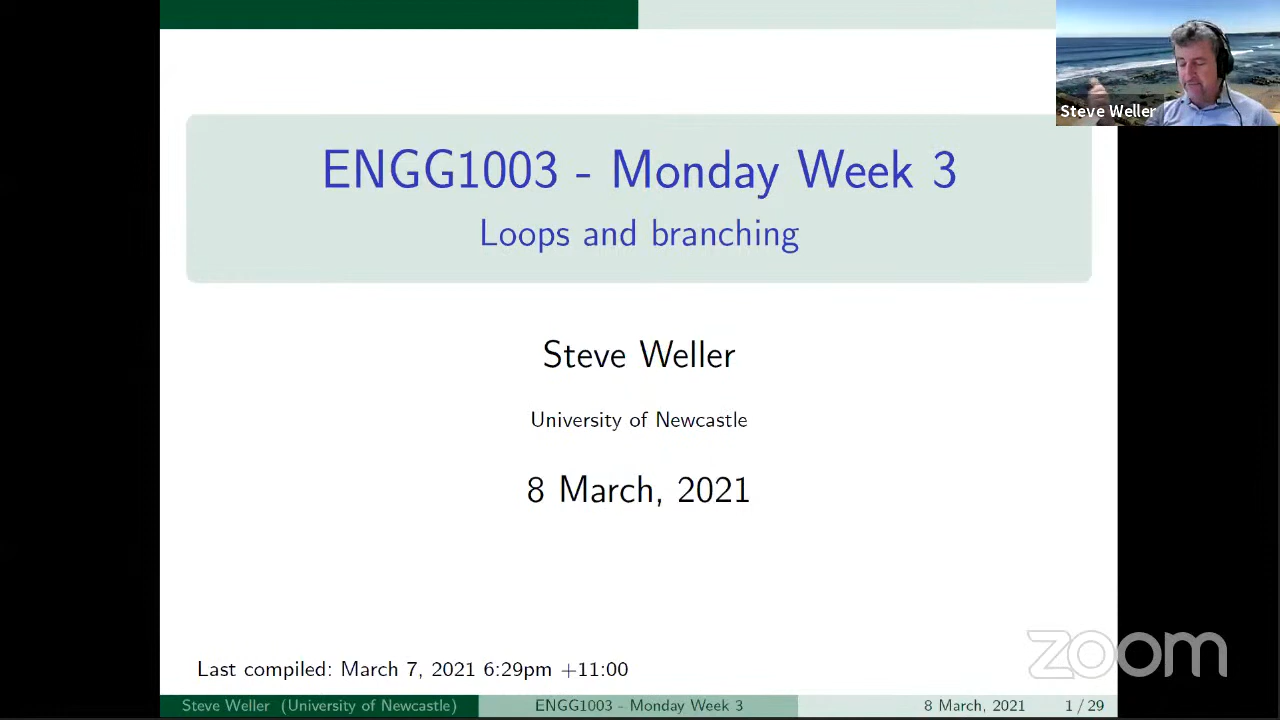 Steve Weller
ENGG1003 - Monday Week 3
Loops and branching
Steve Weller
University of Newcastle
8 March, 2021
Last compiled: March 7, 2021 6:29pm +11:00
zoom
Steve Weller (University of Newcastle) ENGG1003 - Monday Week 3 8 March, 2021 1 / 29